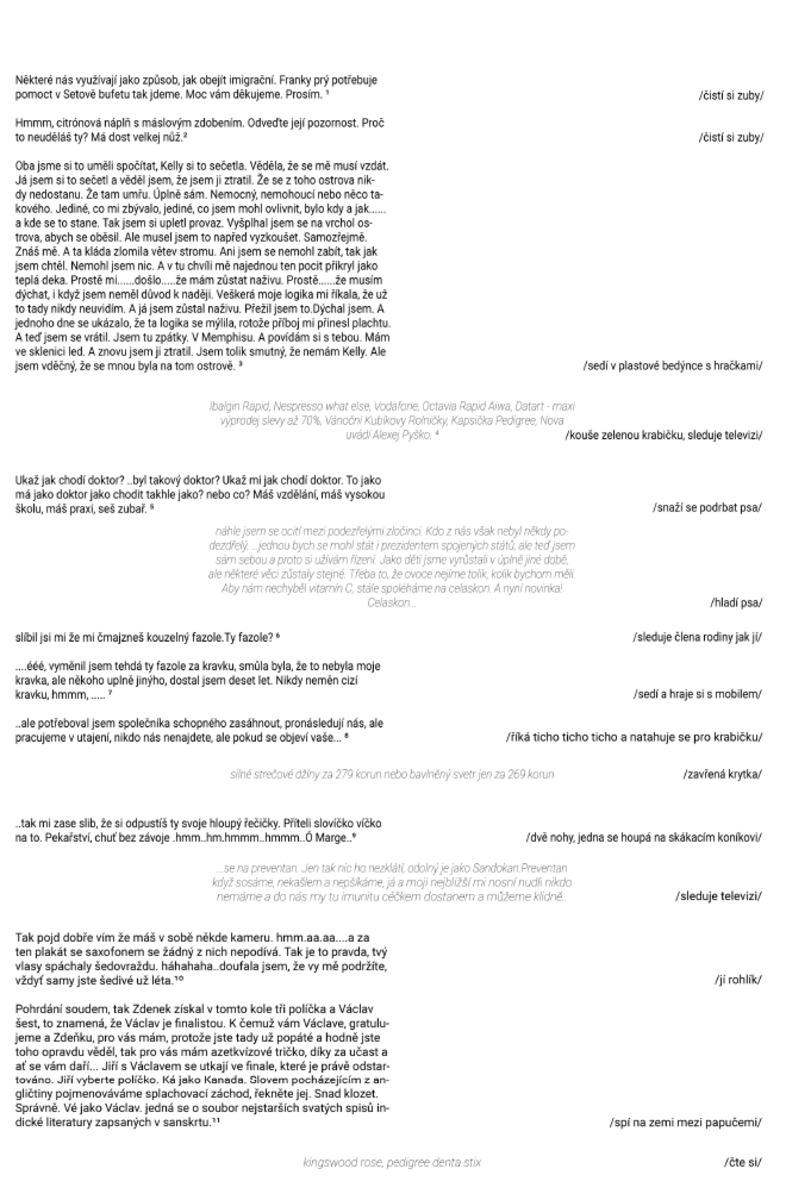 Některé nás využívají jako způsob, jak obejít imigrační. Franky prý potřebuje
pomoct v Setově bufetu tak jdeme. Moc vám děkujeme. Prosím. ¹
/čistí si zuby/
Hmmm, citrónová náplň s máslovým zdobením. Odveďte její pozornost. Proč
to neuděláš ty? Má dost velkej nůž.²
/čistí si zuby/
Oba jsme si to uměli spočítat, Kelly si to sečetla. Věděla, že se mě musí vzdát.
Já jsem si to sečetl a věděl jsem, že jsem ji ztratil. Že se z toho ostrova nik-
dy nedostanu. Že tam umřu. Úplně sám. Nemocný, nemohoucí nebo něco ta-
kového. Jediné, co mi zbývalo, jediné, co jsem mohl ovlivnit, bylo kdy a jak......
a kde se to stane. Tak jsem si upletl provaz. Vyšplhal jsem se na vrchol os-
trova, abych se oběsil. Ale musel jsem to napřed vyzkoušet. Samozřejmě.
Znáš mě. A ta kláda zlomila větev stromu. Ani jsem se nemohl zabít, tak jak
jsem chtěl. Nemohl jsem nic. A v tu chvíli mě najednou ten pocit přikryl jako
teplá deka. Prostě mi......došlo.....že mám zůstat naživu. Prostě......že musím
dýchat, i když jsem neměl důvod k naději. Veškerá moje logika mi říkala, že už
to tady nikdy neuvidím. A já jsem zůstal naživu. Přežil jsem to.Dýchal jsem. A
jednoho dne se ukázalo, že ta logika se mýlila, rotože příboj mi přinesl plachtu.
A teď jsem se vrátil. Jsem tu zpátky. V Memphisu. A povídám si s tebou. Mám
ve sklenici led. A znovu jsem ji ztratil. Jsem tolik smutný, že nemám Kelly. Ale
jsem vděčný, že se mnou byla na tom ostrově. ³
/sedí v plastové bedýnce s hračkami/
Ibalgin Rapid, Nespresso what else, Vodafone, Octavia Rapid Aiwa, Datart - maxi
výprodej slevy až 70%, Vánoční Kubíkovy Rolničky, Kapsička Pedigree, Nova
uvádí Alexej Pyško. ⁴
/kouše zelenou krabičku, sleduje televizi/
Ukaž jak chodí doktor? ..byl takový doktor? Ukaž mi jak chodí doktor. To jako
má jako doktor jako chodit takhle jako? nebo co? Máš vzdělání, máš vysokou
školu, máš praxi, seš zubař. ⁵
/snaží se podrbat psa/
náhle jsem se ocitl mezi podezřelými zločinci. Kdo z nás však nebyl někdy po-
dezdřelý. ...jednou bych se mohl stát i prezidentem spojených států, ale teď jsem
sám sebou a proto si užívám řízení. Jako děti jsme vyrůstali v úplně jiné době,
ale některé věci zůstaly stejné. Třeba to, že ovoce nejíme tolik, kolik bychom měli.
Aby nám nechyběl vitamín C, stále spoléháme na celaskon. A nyní novinka!
Celaskon...
/hladí psa/
slíbil jsi mi že mi čmajzneš kouzelný fazole.Ty fazole? ⁶
/sleduje člena rodiny jak jí/
....ééé, vyměnil jsem tehdá ty fazole za kravku, smůla byla, že to nebyla moje
kravka, ale někoho uplně jinýho, dostal jsem deset let. Nikdy neměn cizí
kravku, hmmm, ..... ⁷
/sedí a hraje si s mobilem/
..ale potřeboval jsem společníka schopného zasáhnout, pronásledují nás, ale
pracujeme v utajení, nikdo nás nenajdete, ale pokud se objeví vaše... ⁸
/říká ticho ticho ticho a natahuje se pro krabičku/
silné strečové džíny za 279 korun nebo bavlněný svetr jen za 269 korun
/zavřená krytka/
..tak mi zase slib, že si odpustíš ty svoje hloupý řečičky. Příteli slovíčko víčko
na to. Pekařství, chuť bez závoje .hmm..hm.hmmm..hmmm..Ó Marge..⁹
/dvě nohy, jedna se houpá na skákacím koníkovi/
...se na preventan. Jen tak nic ho nezklátí, odolný je jako Sandokan.Preventan
když sosáme, nekašlem a nepšíkáme, já a moji nejbližší mi nosní nudli nikdo
nemáme a do nás my tu imunitu céčkem dostanem a můžeme klidně..
/sleduje televizi/
Tak pojd dobře vím že máš v sobě někde kameru. hmm.aa.aa....a za
ten plakát se saxofonem se žádný z nich nepodívá. Tak je to pravda, tvý
vlasy spáchaly šedovraždu. háhahaha..doufala jsem, že vy mě podržíte,
vždyť samy jste šedivé už léta.¹⁰
/jí rohlík/
Pohrdání soudem, tak Zdenek získal v tomto kole tři políčka a Václav
šest, to znamená, že Václav je finalistou. K čemuž vám Václave, gratulu-
jeme a Zdeňku, pro vás mám, protože jste tady už popáté a hodně jste
toho opravdu věděl, tak pro vás mám azetkvízové tričko, díky za účast a
ať se vám daří... Jiří s Václavem se utkají ve finale, které je právě odstar-
továno. Jiří vyberte políčko. Ká jako Kanada. Slovem pocházejícím z an-
gličtiny pojmenováváme splachovací záchod, řekněte jej. Snad klozet.
Správně. Vé jako Václav. jedná se o soubor nejstarších svatých spisů in-
dické literatury zapsaných v sanskrtu.¹¹
/spí na zemi mezi papučemi/
kingswood rose, pedigree denta stix
/čte si/